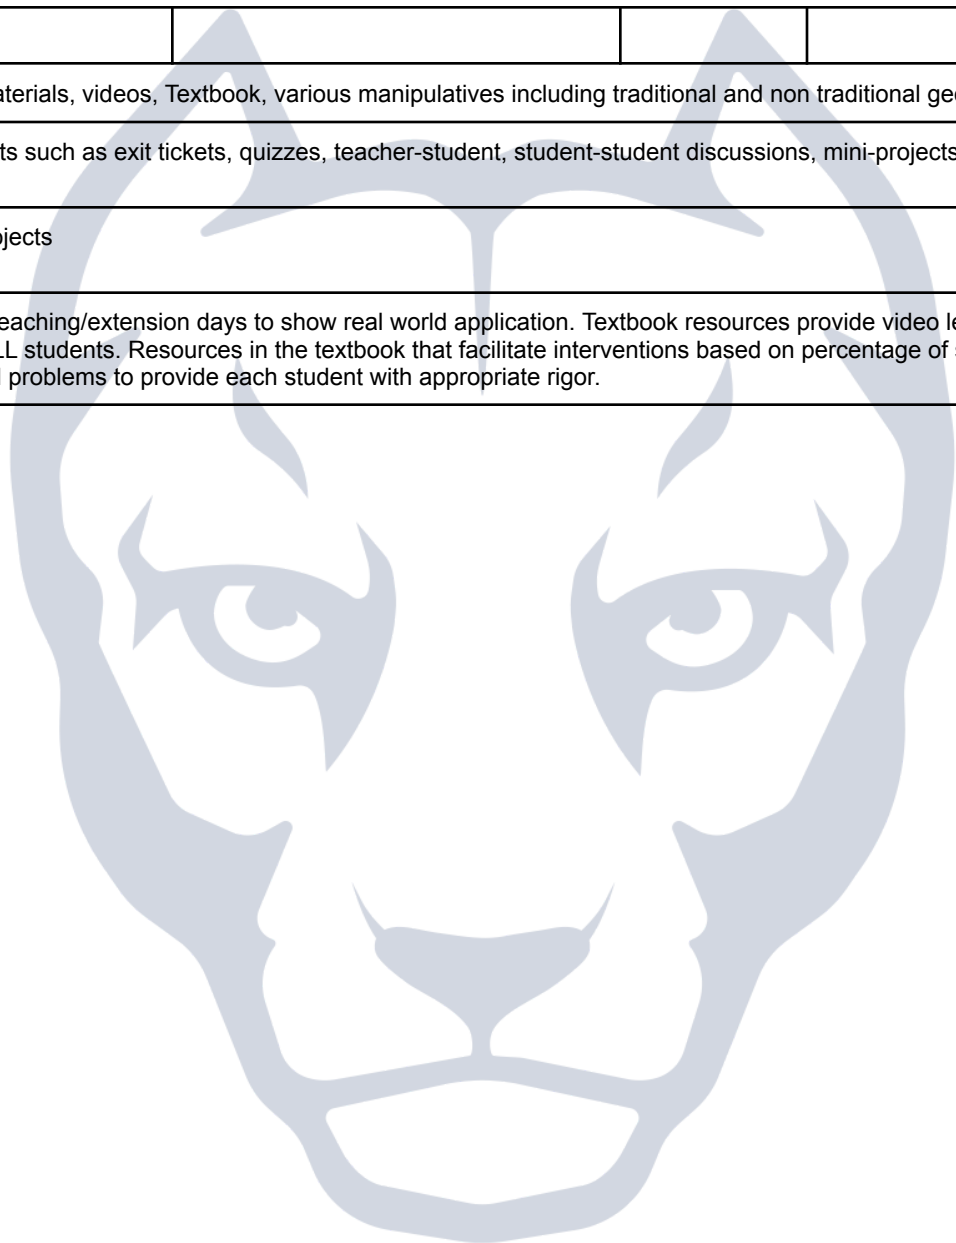 aterials, videos, Textbook, various manipulatives including traditional and non traditional ge
ts such as exit tickets, quizzes, teacher-student, student-student discussions, mini-projects
ojects
eaching/extension days to show real world application. Textbook resources provide video le
LL students. Resources in the textbook that facilitate interventions based on percentage of s
problems to provide each student with appropriate rigor.